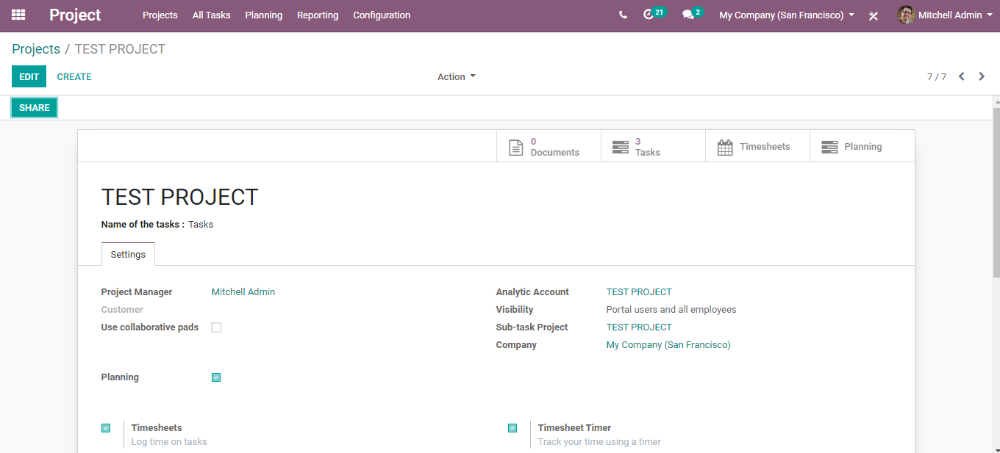 Project Projects All Tasks Planning Reporting Configuration 21 2 My Company (San Francisco) Mitchell Admin
Projects / TEST PROJECT
EDIT CREATE Action 7 / 7
SHARE
0 Documents 3 Tasks Timesheets Planning
TEST PROJECT
Name of the tasks : Tasks
Settings
Project Manager Mitchell Admin Analytic Account TEST PROJECT
Customer Visibility Portal users and all employees
Use collaborative pads Sub-task Project TEST PROJECT
Company My Company (San Francisco)
Planning
Timesheets Timesheet Timer
Log time on tasks Track your time using a timer